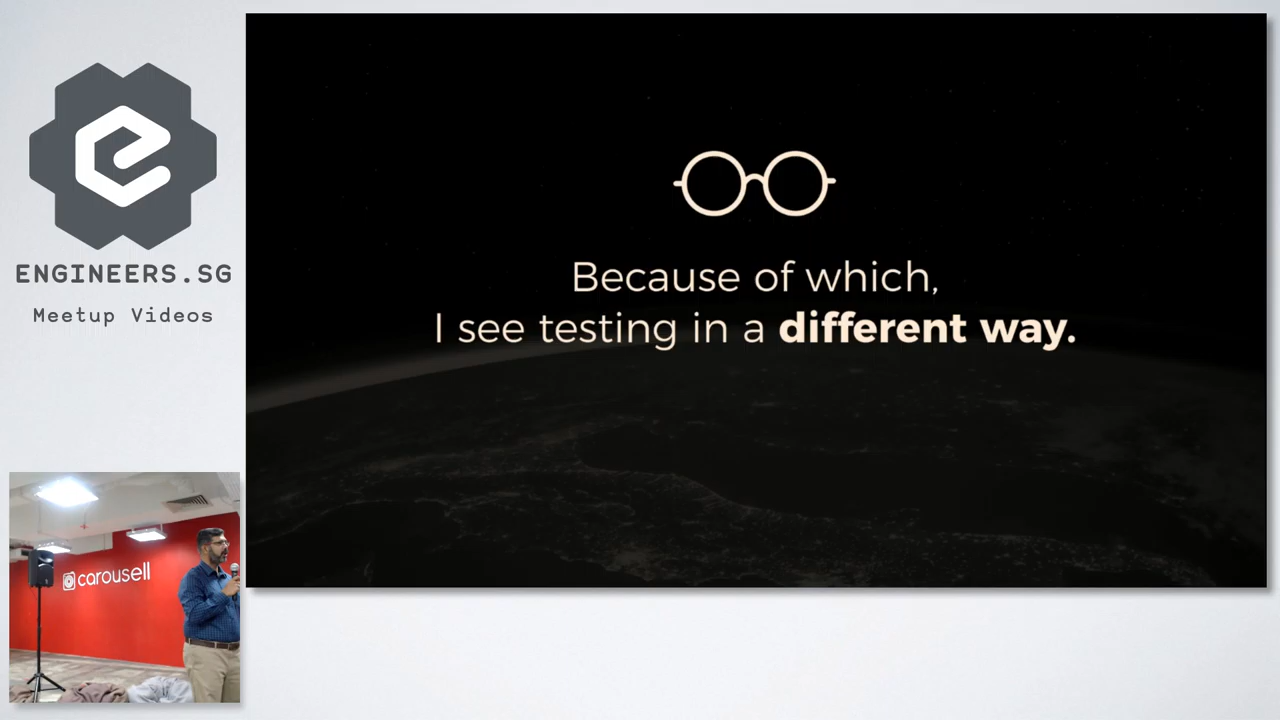 ENGINEERS.SG
Meetup Videos
Because of which,
I see testing in a different way.
carousell